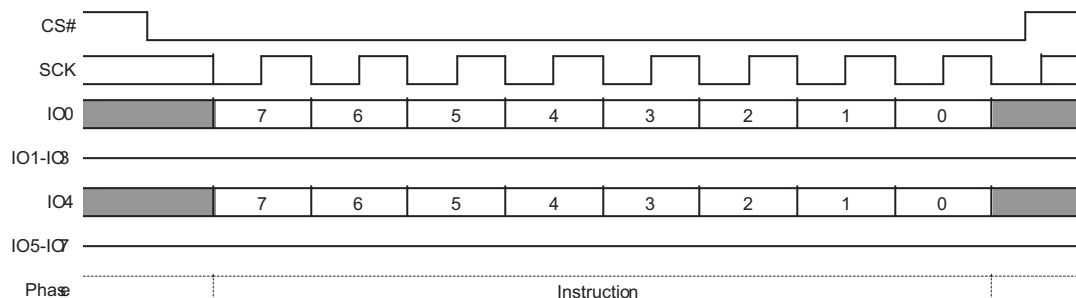 CS#
SCK
IO0 7 6 5 4 3 2 1 0
IO1-IO3
IO4 7 6 5 4 3 2 1 0
IO5-IO7
Phase Instruction